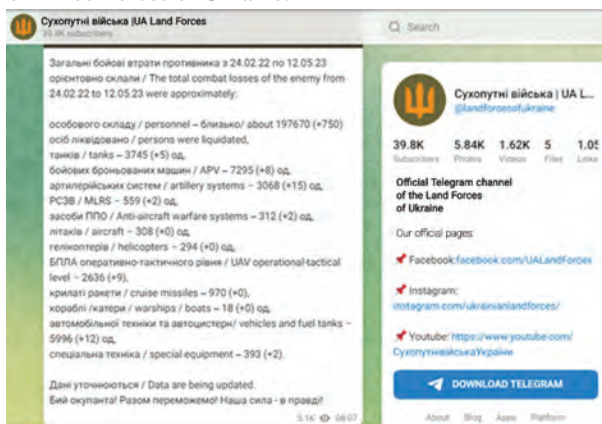 Сухопутні війська |UA Land Forces
39.8K subscribers
Search
Загальні бойові втрати противника з 24.02.22 по 12.05.23
орієнтовно склали / The total combat losses of the enemy from
24.02.22 to 12.05.23 were approximately:
особового складу / personnel ‒ близько/ about 197670 (+750)
осіб ліквідовано / persons were liquidated,
танків / tanks ‒ 3745 (+5) од,
бойових броньованих машин / APV ‒ 7295 (+8) од,
артилерійських систем / artillery systems – 3068 (+15) од,
РСЗВ / MLRS – 559 (+2) од,
засоби ППО / Anti-aircraft warfare systems ‒ 312 (+2) од,
літаків / aircraft – 308 (+0) од,
гелікоптерів / helicopters – 294 (+0) од,
БПЛА оперативно-тактичного рівня / UAV operational-tactical
level – 2636 (+9),
крилаті ракети / cruise missiles ‒ 970 (+0),
кораблі /катери / warships / boats ‒ 18 (+0) од,
автомобільної техніки та автоцистерн/ vehicles and fuel tanks –
5996 (+12) од,
спеціальна техніка / special equipment ‒ 393 (+2).
Дані уточнюються / Data are being updated.
Бий окупанта! Разом переможемо! Наша сила - в правді!
5.1K 08:07
Сухопутні війська | UA L...
@landforcesofukraine
39.8K 5.84K 1.62K 5
Subscribers Photos Videos Files Links
Official Telegram channel
of the Land Forces
of Ukraine
Our official pages:
Facebook:facebook.com/UALandForces
Instagram:
instagram.com/ukrainianlandforces/
Youtube: https://www.youtube.com/
СухопутнівійськаУкраїни
DOWNLOAD TELEGRAM
About Blog Apps Platform